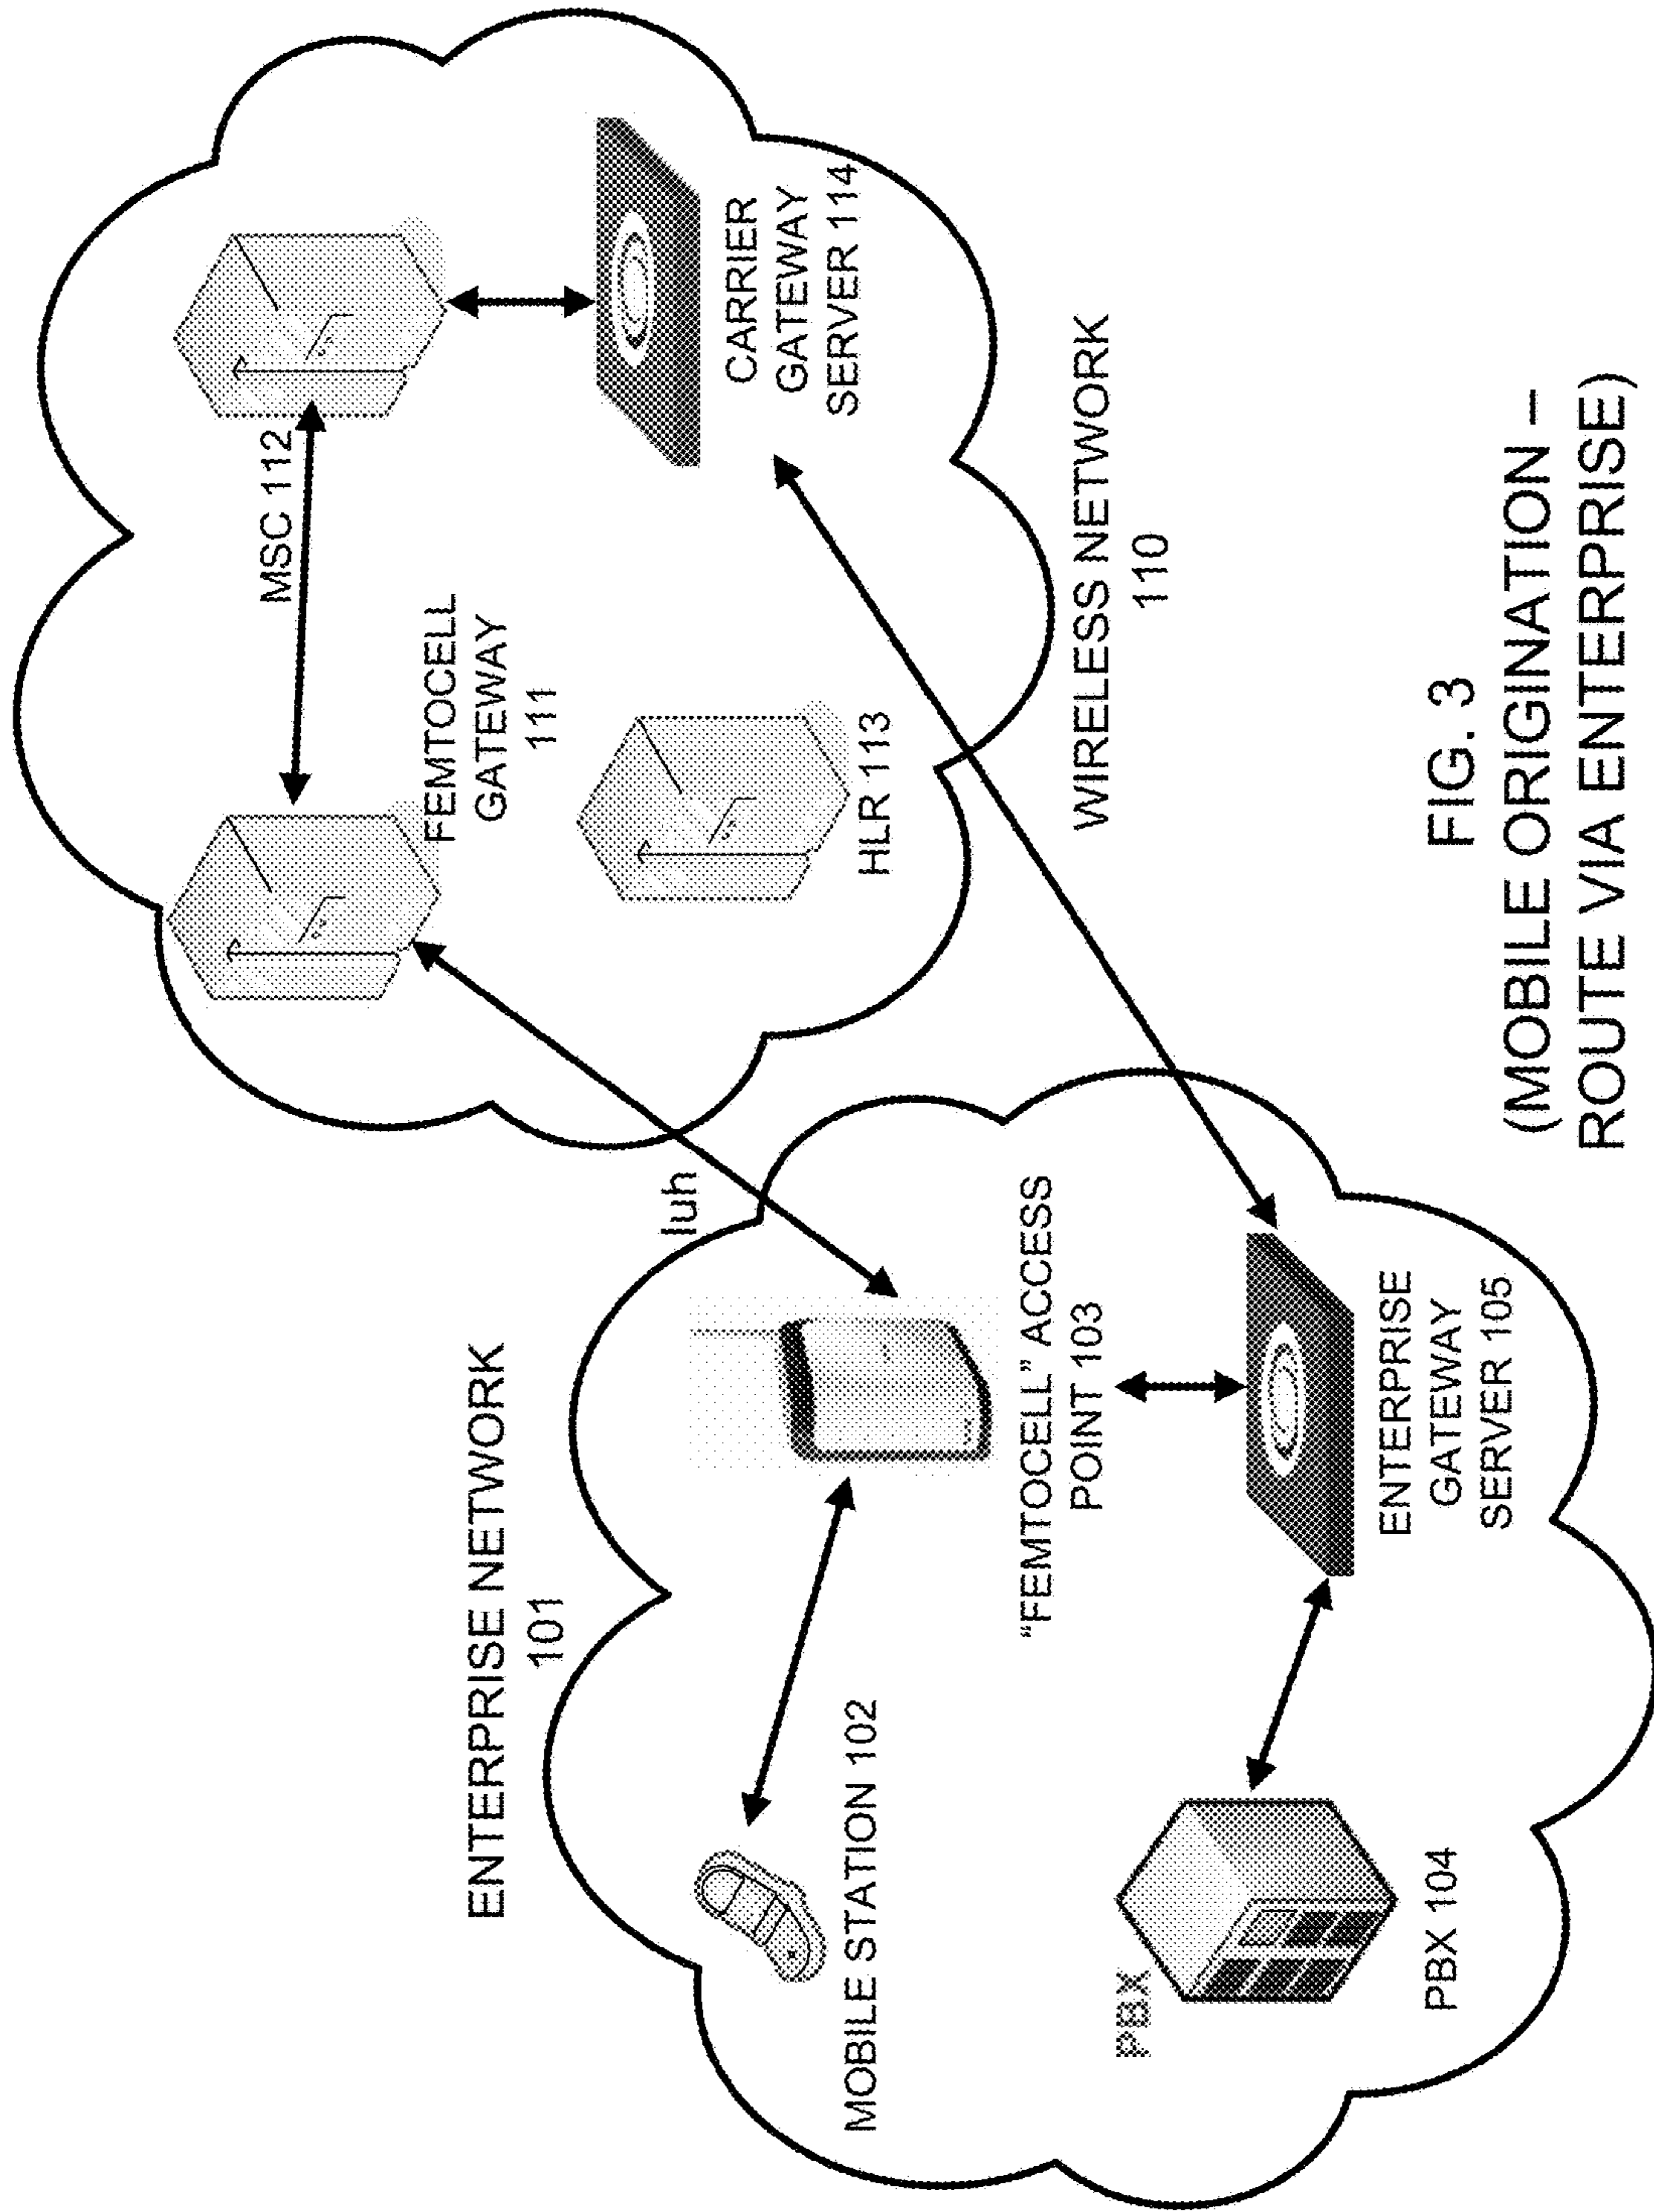 ENTERPRISE NETWORK
101
MOBILE STATION 102
Iuh
"FEMTOCELL" ACCESS
POINT 103
PBX
PBX 104
ENTERPRISE
GATEWAY
SERVER 105
MSC 112
FEMTOCELL
GATEWAY
111
HLR 113
CARRIER
GATEWAY
SERVER 114
WIRELESS NETWORK
110
FIG. 3
(MOBILE ORIGINATION –
ROUTE VIA ENTERPRISE)